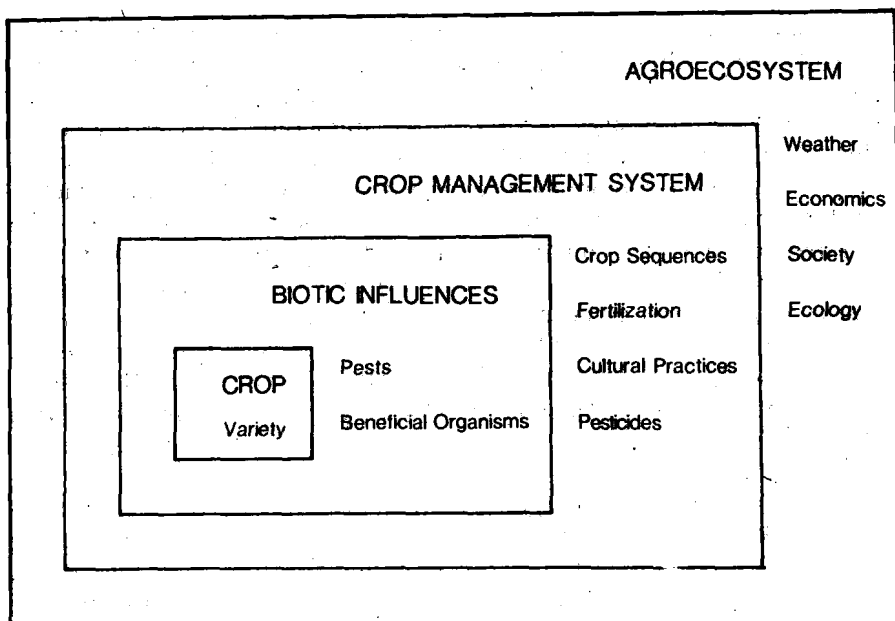 AGROECOSYSTEM
Weather
Economics
Society
Ecology
CROP MANAGEMENT SYSTEM
Crop Sequences
Fertilization
Cultural Practices
Pesticides
BIOTIC INFLUENCES
Pests
Beneficial Organisms
CROP
Variety